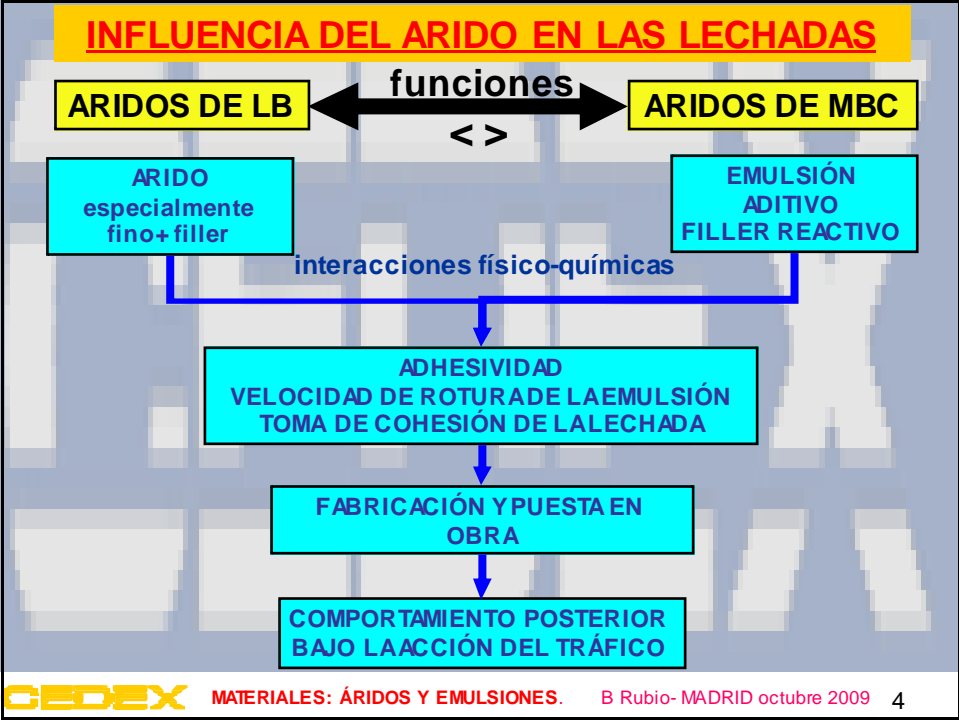 INFLUENCIA DEL ARIDO EN LAS LECHADAS
funciones
ARIDOS DE LB
ARIDOS DE MBC
< >
ARIDO
especialmente
fino+ filler
EMULSIÓN
ADITIVO
FILLER REACTIVO
interacciones físico-químicas
ADHESIVIDAD
VELOCIDAD DE ROTURA DE LA EMULSIÓN
TOMA DE COHESIÓN DE LA LECHADA
FABRICACIÓN Y PUESTA EN
OBRA
COMPORTAMIENTO POSTERIOR
BAJO LA ACCIÓN DEL TRÁFICO
CEDEX
MATERIALES: ÁRIDOS Y EMULSIONES. B Rubio- MADRID octubre 2009 4